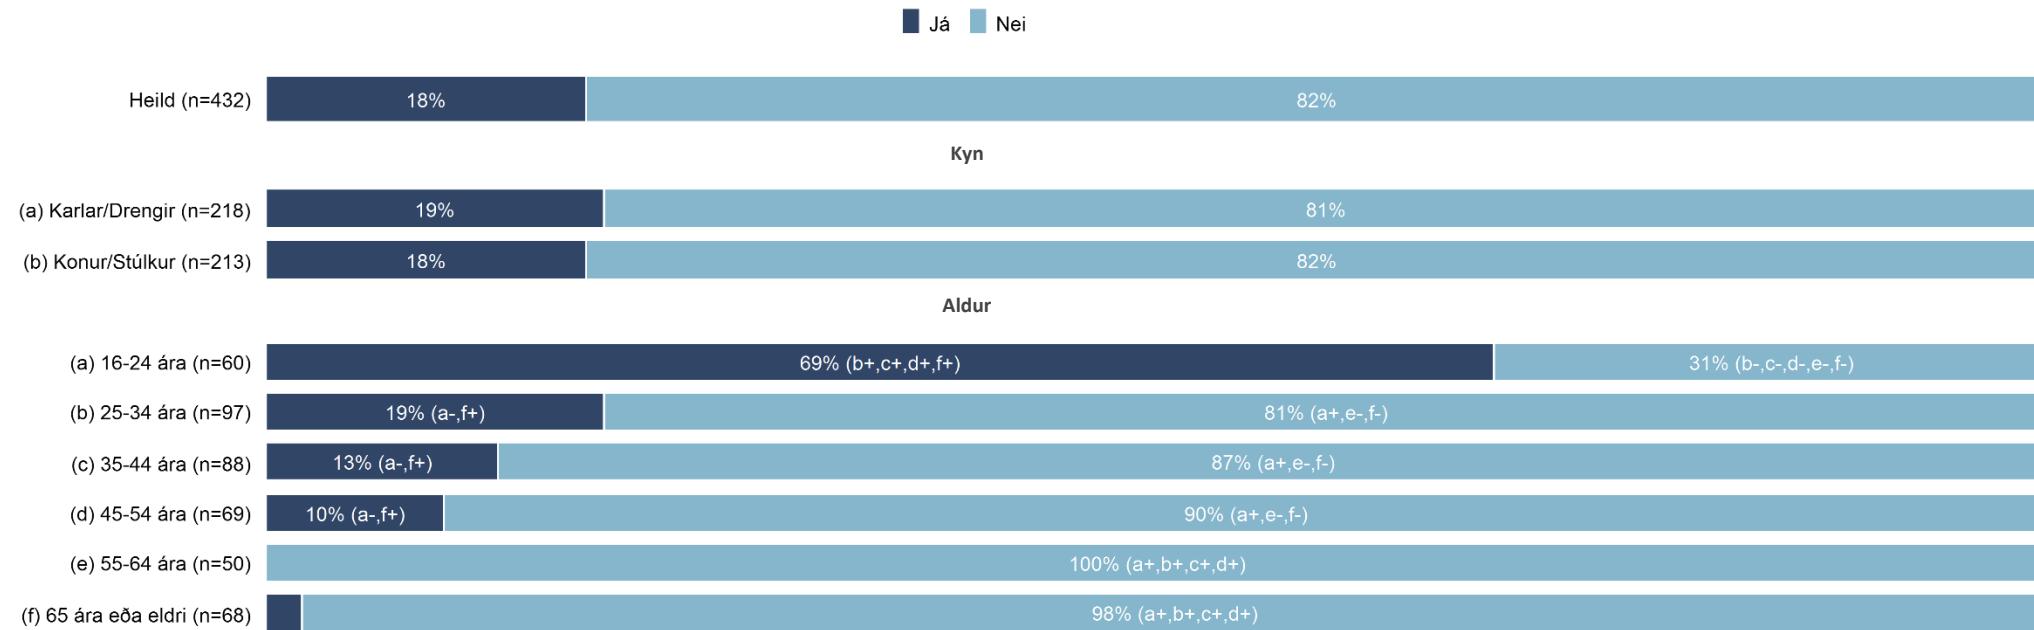 Já Nei
Heild (n=432) 18% 82%
Kyn
(a) Karlar/Drengir (n=218) 19% 81%
(b) Konur/Stúlkur (n=213) 18% 82%
Aldur
(a) 16-24 ára (n=60) 69% (b+,c+,d+,f+) 31% (b-,c-,d-,e-,f-)
(b) 25-34 ára (n=97) 19% (a-,f+) 81% (a+,e-,f-)
(c) 35-44 ára (n=88) 13% (a-,f+) 87% (a+,e-,f-)
(d) 45-54 ára (n=69) 10% (a-,f+) 90% (a+,e-,f-)
(e) 55-64 ára (n=50) 100% (a+,b+,c+,d+)
(f) 65 ára eða eldri (n=68) 98% (a+,b+,c+,d+)